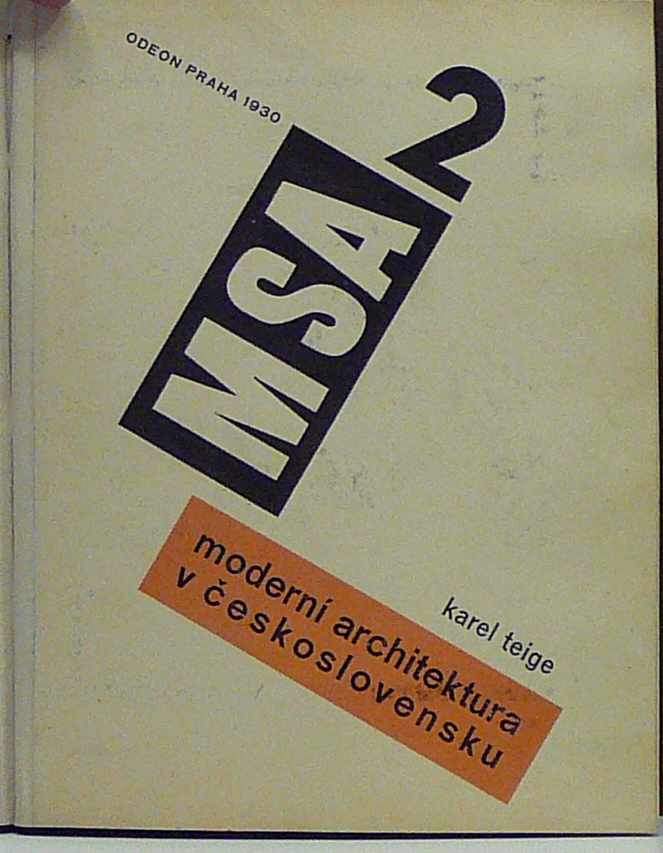 ODEON PRAHA 1930
MSA 2
karel teige
moderní architektura
v československu